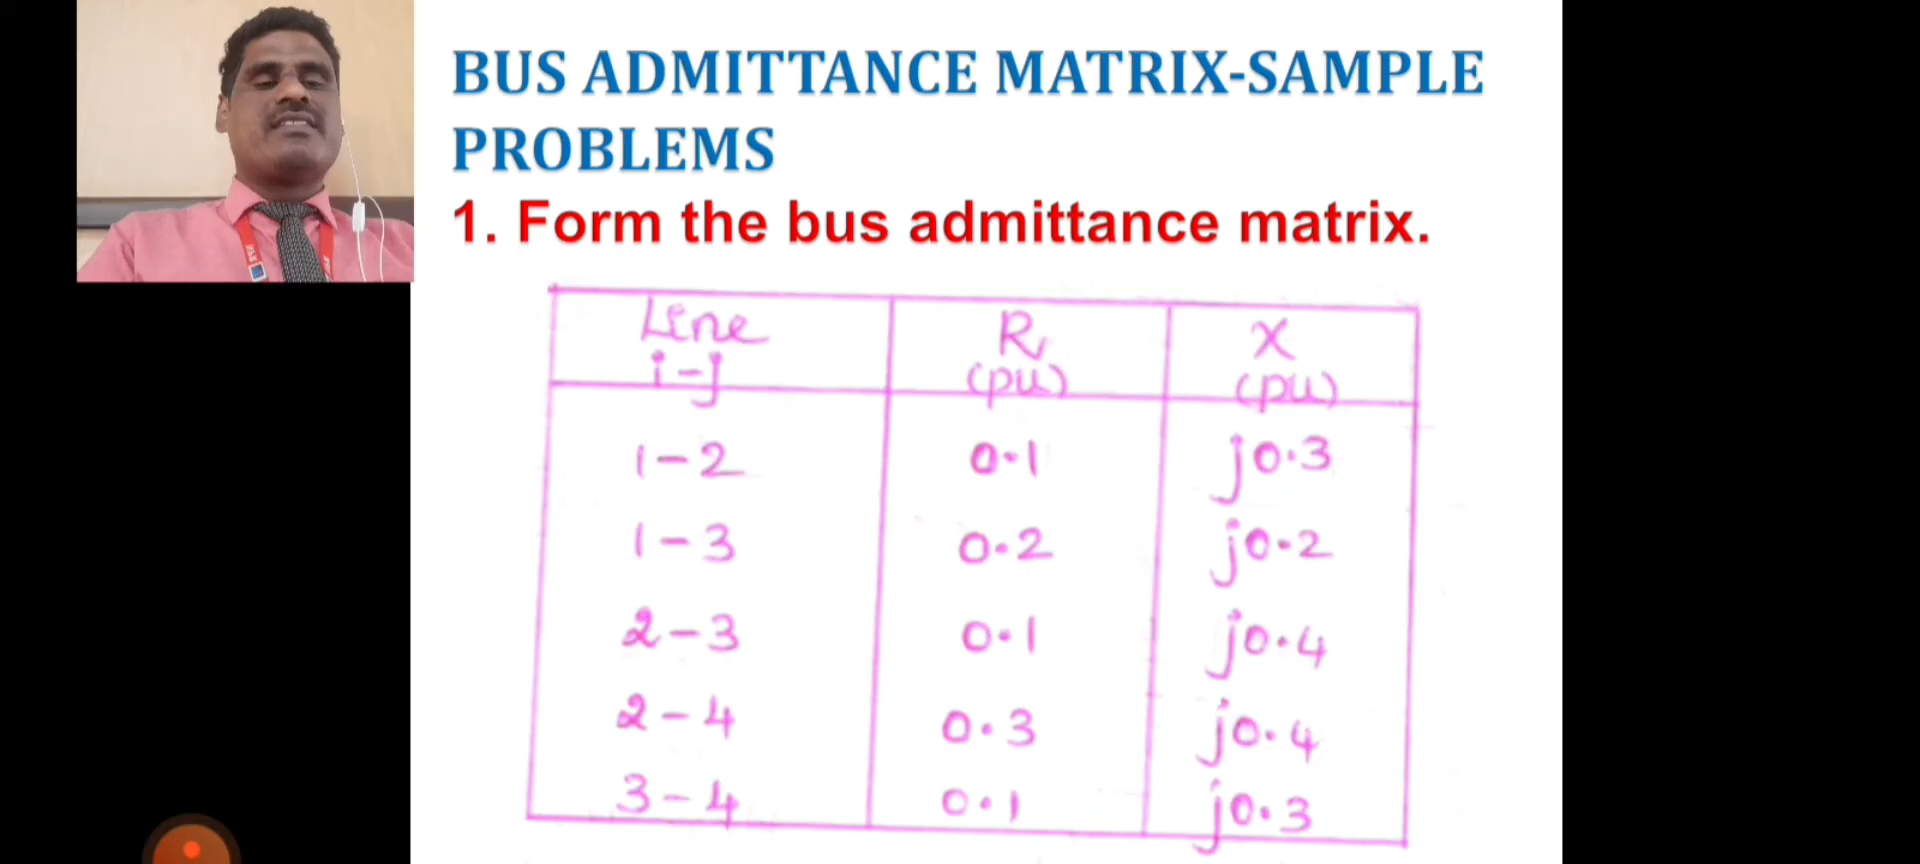 BUS ADMITTANCE MATRIX-SAMPLE
PROBLEMS
1. Form the bus admittance matrix.
Line i-j R (pu) X (pu)
1-2 0.1 j0.3
1-3 0.2 j0.2
2-3 0.1 j0.4
2-4 0.3 j0.4
3-4 0.1 j0.3